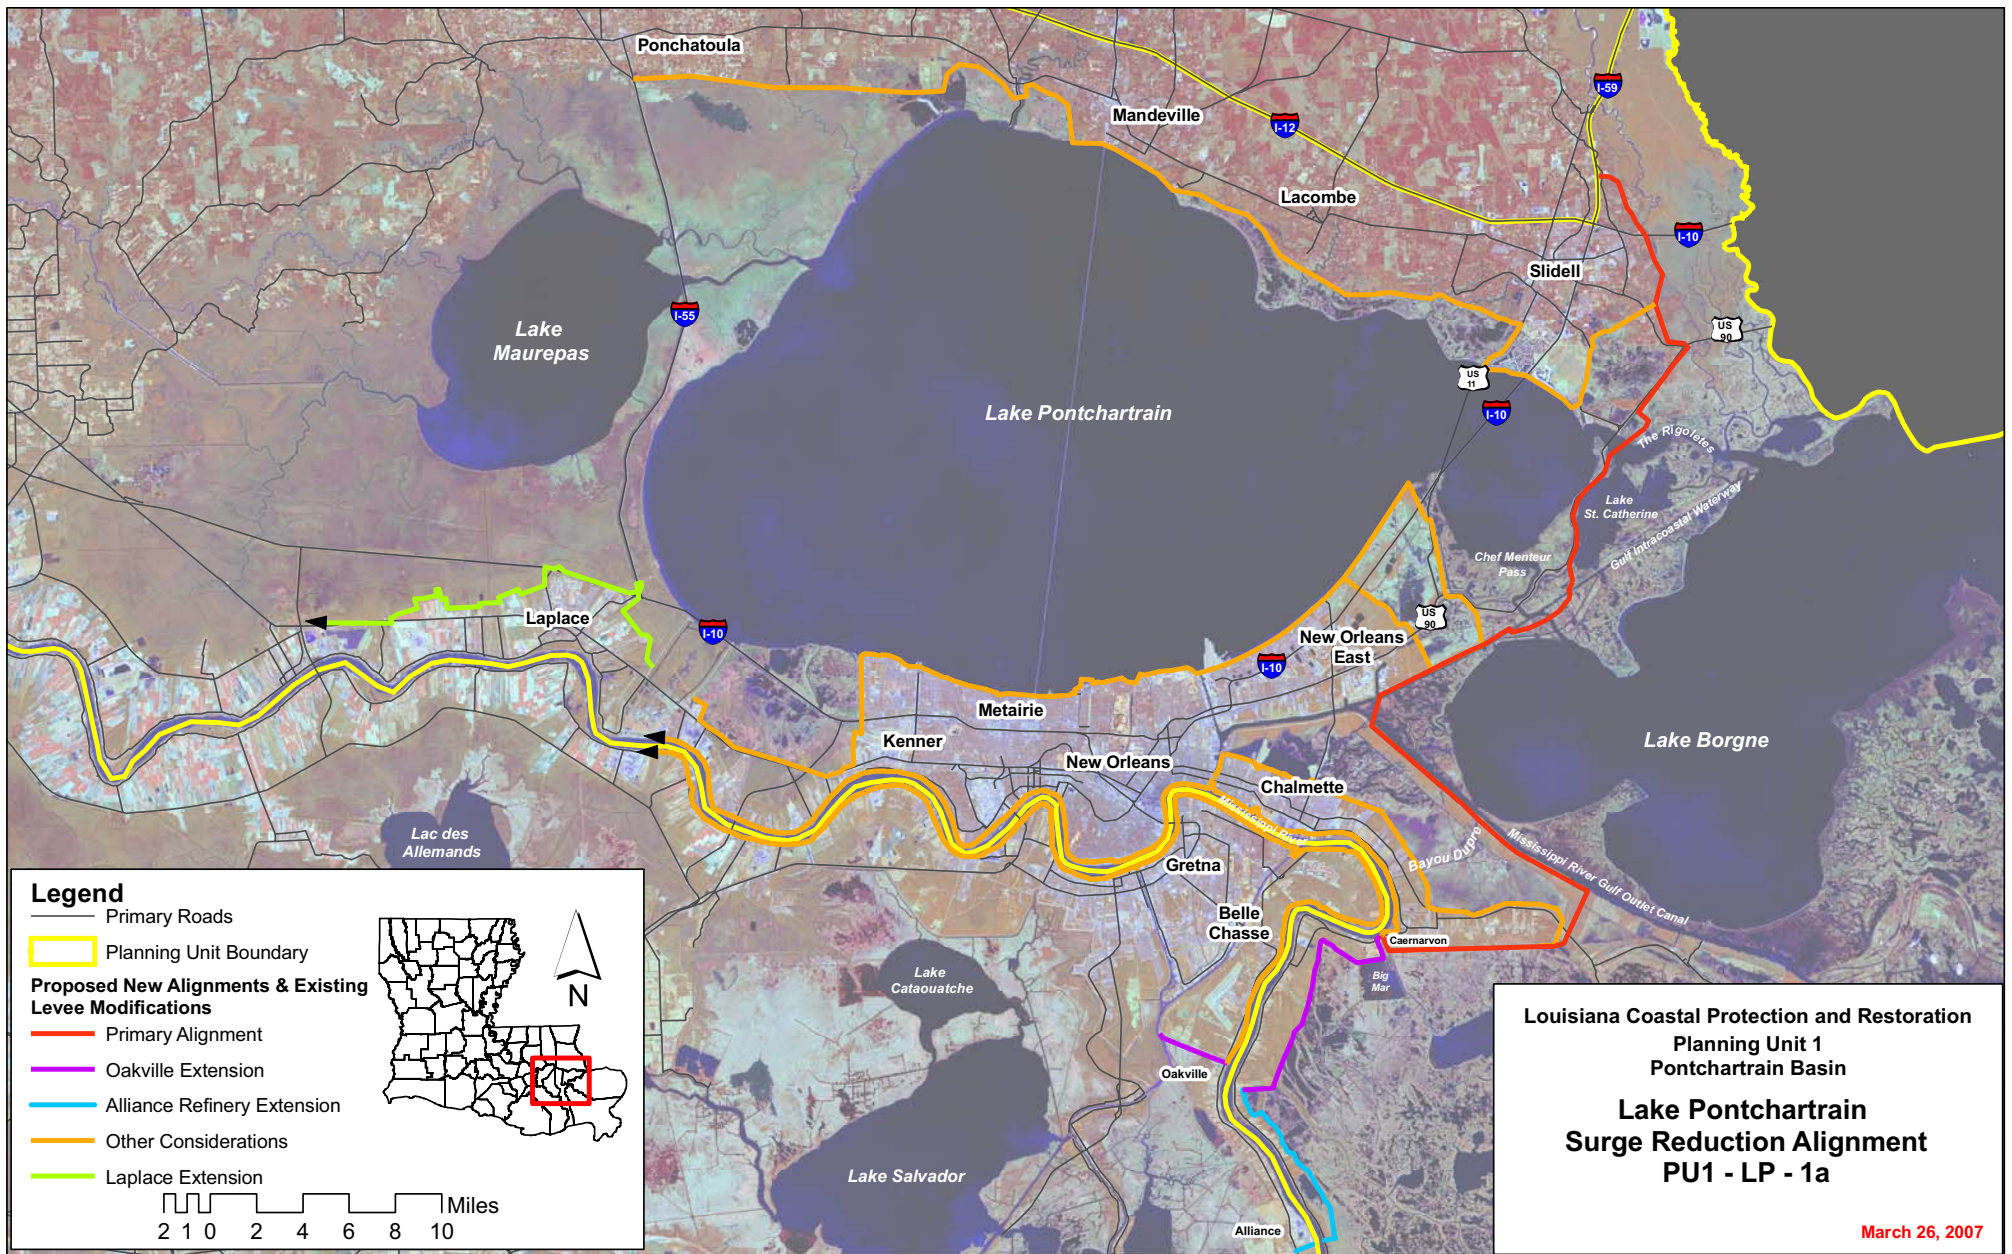 Ponchatoula
I-59
Mandeville
I-12
Lacombe
I-10
Slidell
Lake
Maurepas
I-55
US
90
US
11
I-10
Lake Pontchartrain
The Rigoletes
Lake
St. Catherine
Gulf Intracoastal Waterway
Chef Menteur
Pass
Laplace
I-10
US
90
New Orleans
East
I-10
Metairie
Kenner
New Orleans
Lake Borgne
Chalmette
Mississippi River
Lac des
Allemands
Gretna
Bayou Dupre
Mississippi River Gulf Outlet Canal
Belle
Chasse
Caernarvon
Lake
Cataouatche
Big
Mar
Oakville
Lake Salvador
Alliance
Legend
Primary Roads
Planning Unit Boundary
Proposed New Alignments & Existing
Levee Modifications
Primary Alignment
Oakville Extension
Alliance Refinery Extension
Other Considerations
Laplace Extension
N
Miles
2 1 0 2 4 6 8 10
Louisiana Coastal Protection and Restoration
Planning Unit 1
Pontchartrain Basin
Lake Pontchartrain
Surge Reduction Alignment
PU1 - LP - 1a
March 26, 2007